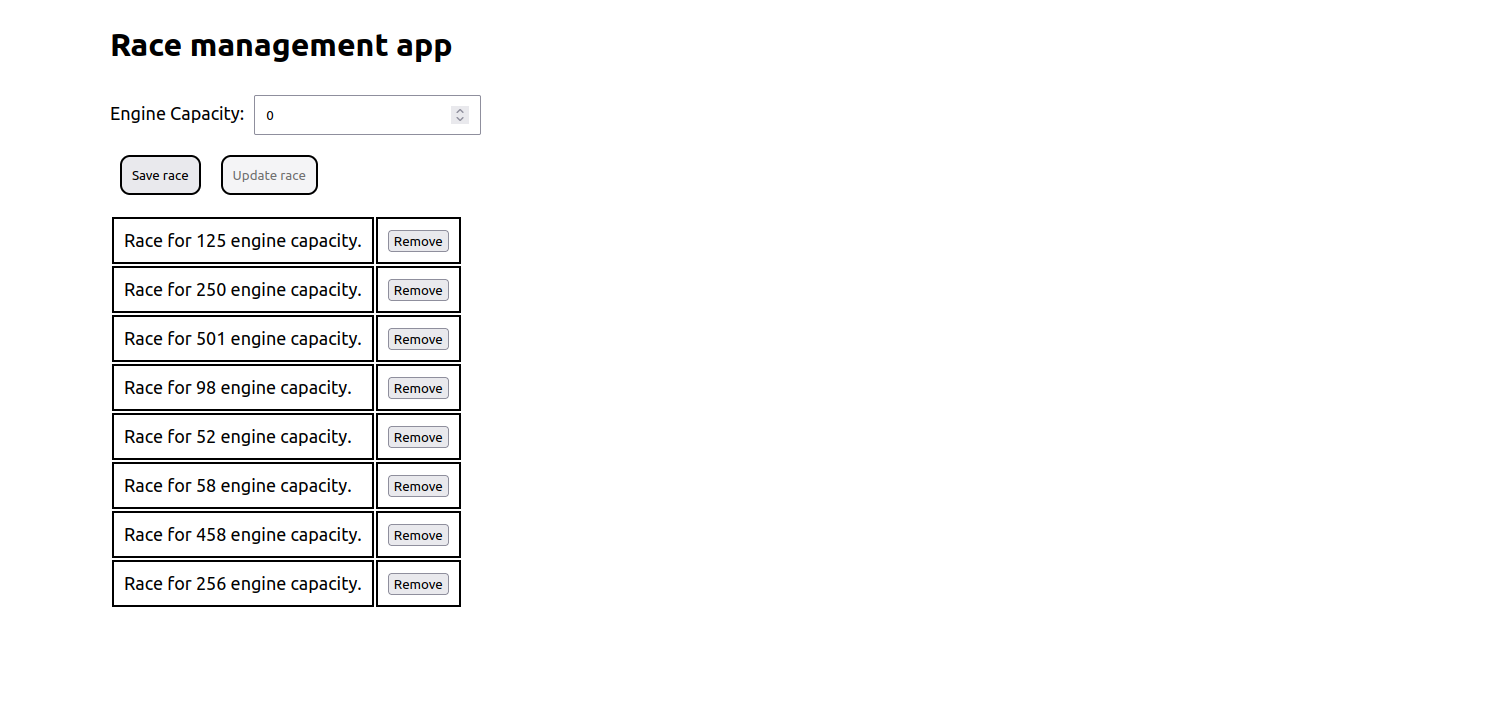 Race management app
Engine Capacity: 0
Save race Update race
Race for 125 engine capacity. Remove
Race for 250 engine capacity. Remove
Race for 501 engine capacity. Remove
Race for 98 engine capacity. Remove
Race for 52 engine capacity. Remove
Race for 58 engine capacity. Remove
Race for 458 engine capacity. Remove
Race for 256 engine capacity. Remove